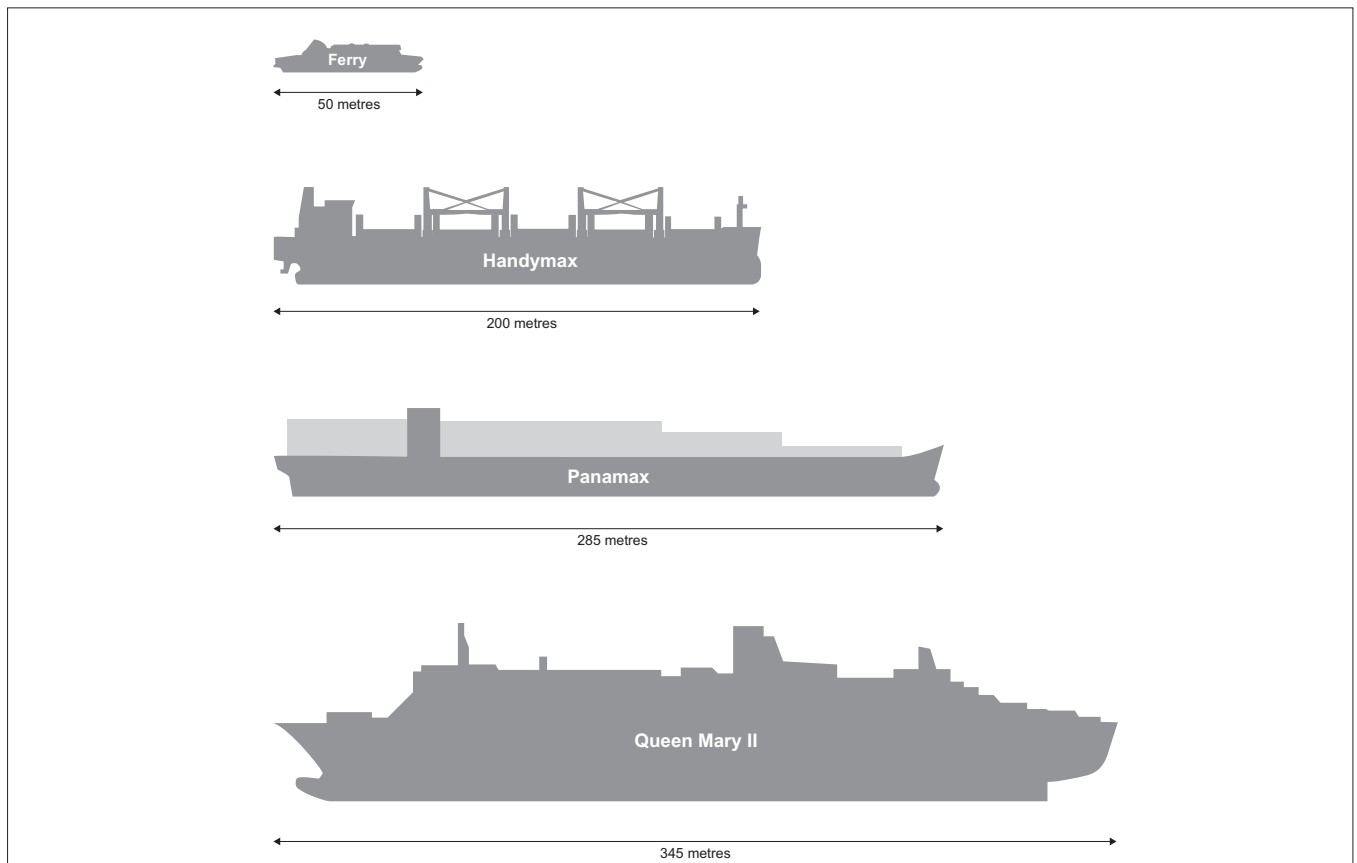 Ferry
50 metres
Handymax
200 metres
Panamax
285 metres
Queen Mary II
345 metres